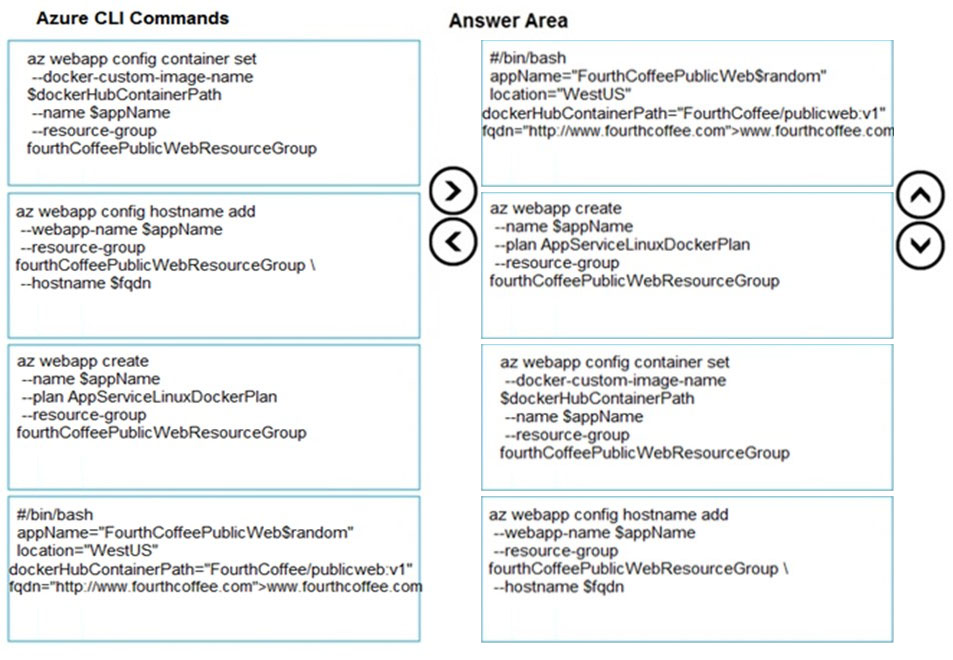 Azure CLI Commands
az webapp config container set
--docker-custom-image-name
$dockerHubContainerPath
--name $appName
--resource-group
fourthCoffeePublicWebResourceGroup
az webapp config hostname add
--webapp-name $appName
--resource-group
fourthCoffeePublicWebResourceGroup \
--hostname $fqdn
az webapp create
--name $appName
--plan AppServiceLinuxDockerPlan
--resource-group
fourthCoffeePublicWebResourceGroup
#/bin/bash
appName="FourthCoffeePublicWeb$random"
location="WestUS"
dockerHubContainerPath="FourthCoffee/publicweb:v1"
fqdn="http://www.fourthcoffee.com">www.fourthcoffee.com
Answer Area
#/bin/bash
appName="FourthCoffeePublicWeb$random"
location="WestUS"
dockerHubContainerPath="FourthCoffee/publicweb:v1"
fqdn="http://www.fourthcoffee.com">www.fourthcoffee.com
az webapp create
--name $appName
--plan AppServiceLinuxDockerPlan
--resource-group
fourthCoffeePublicWebResourceGroup
az webapp config container set
--docker-custom-image-name
$dockerHubContainerPath
--name $appName
--resource-group
fourthCoffeePublicWebResourceGroup
az webapp config hostname add
--webapp-name $appName
--resource-group
fourthCoffeePublicWebResourceGroup \
--hostname $fqdn